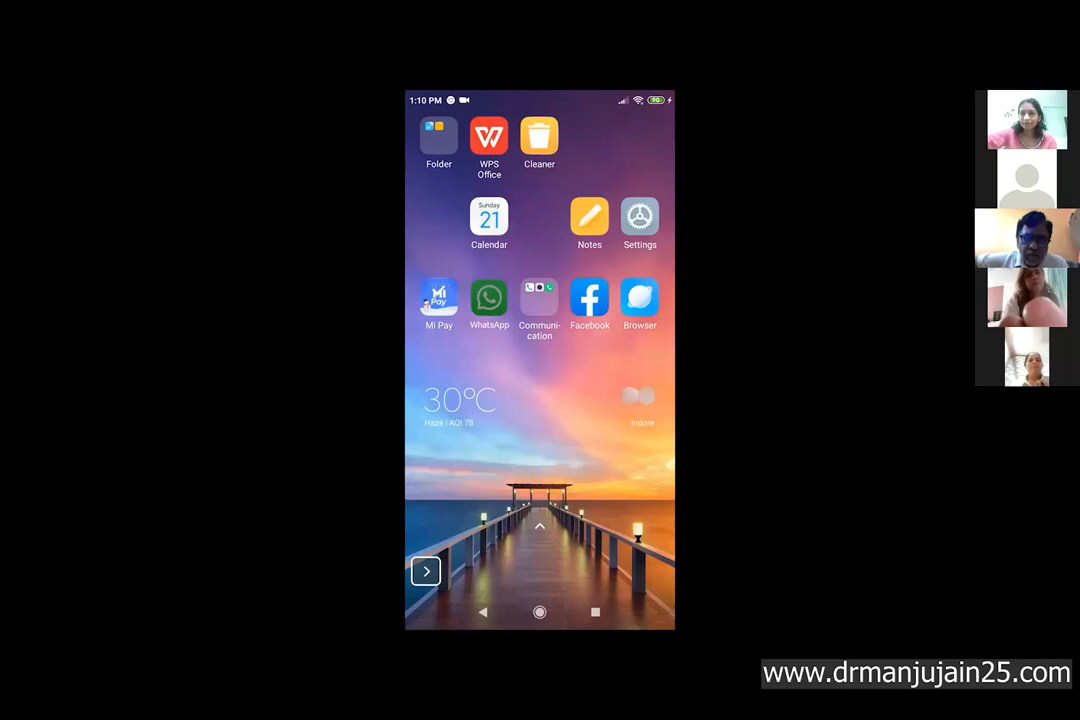 1:10 PM
90
Folder
WPS
Office
Cleaner
Sunday
21
Calendar
Notes
Settings
Mi
Pay
Mi Pay
WhatsApp
Communi-
cation
Facebook
Browser
30°C
Haze | AQI 78
Indore
www.drmanjujain25.com